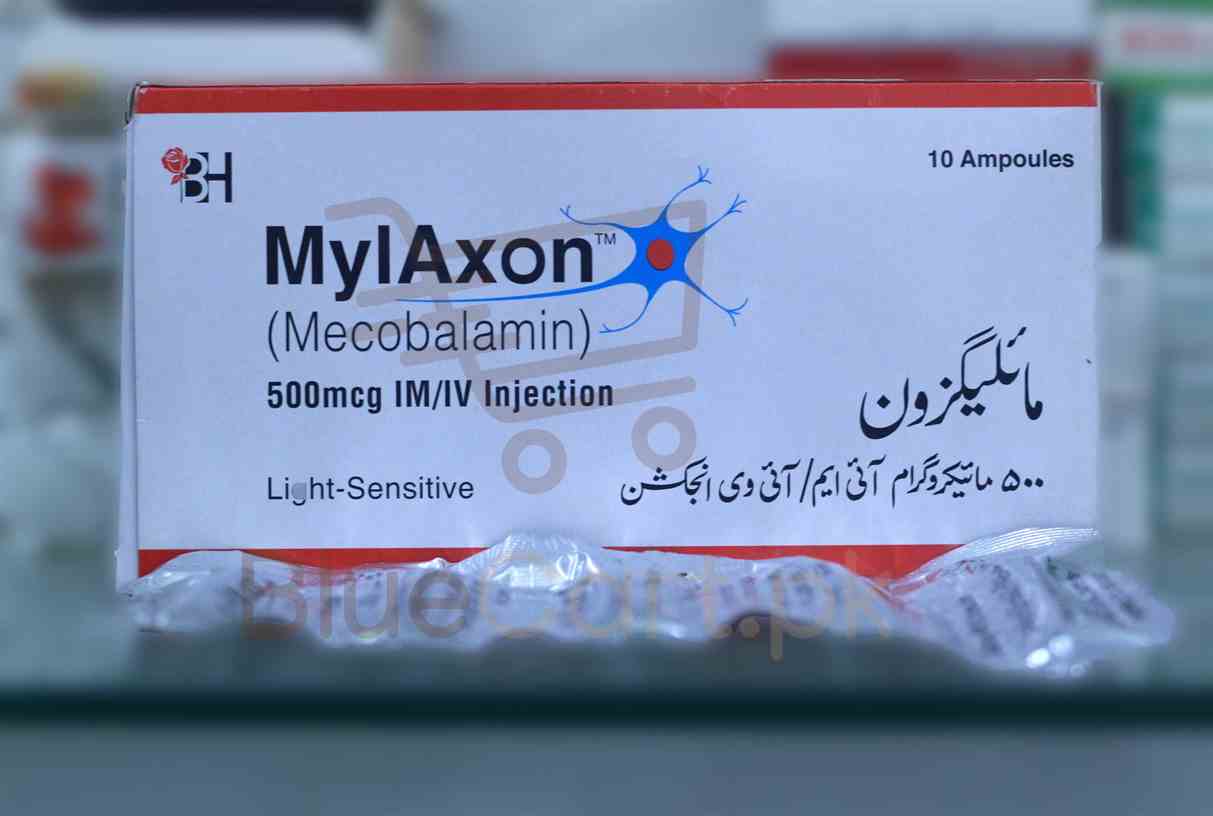 BH
10 Ampoules
MylAxon™
(Mecobalamin)
500mcg IM/IV Injection
مائلیگزون
Light-Sensitive
۵۰۰ مائیکروگرام آئی ایم/آئی وی انجکشن
BlueCart.pk